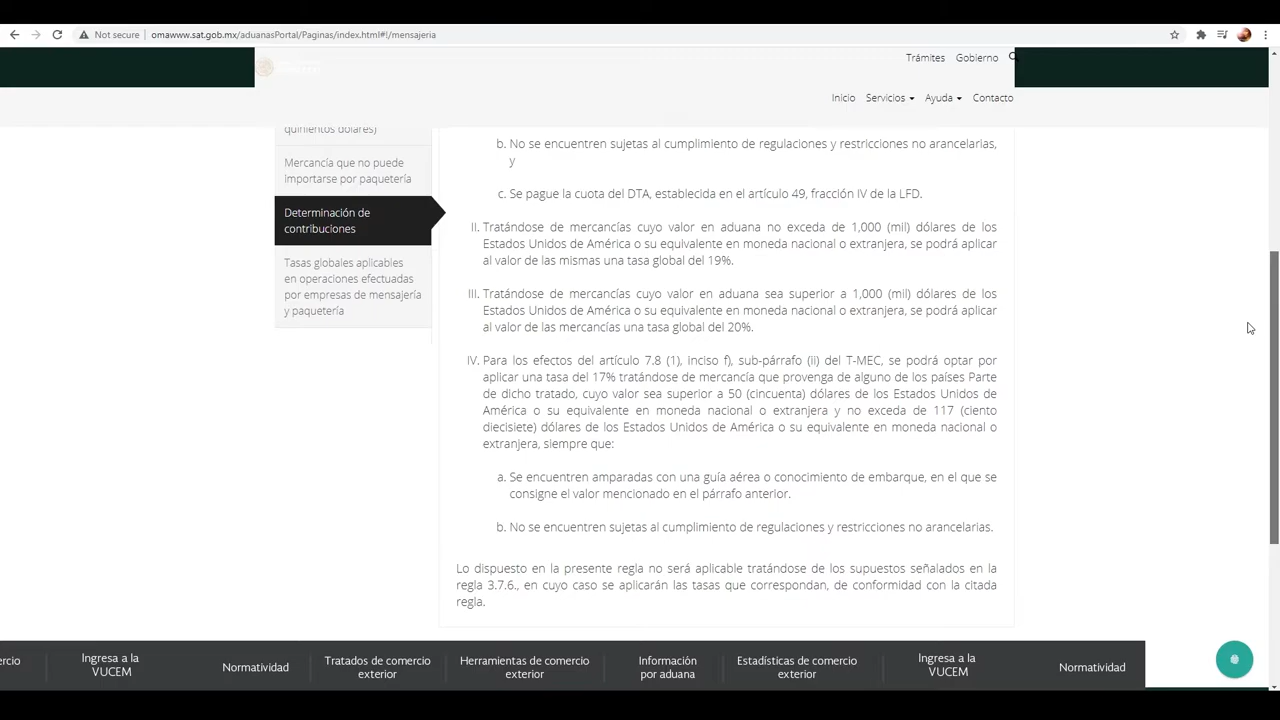 Not secure
omawww.sat.gob.mx/aduanasPortal/Paginas/index.html#!/mensajeria
Trámites Gobierno
Inicio Servicios Ayuda Contacto
quinientos dólares)
Mercancía que no puede
importarse por paquetería
Determinación de
contribuciones
Tasas globales aplicables
en operaciones efectuadas
por empresas de mensajería
y paquetería
b. No se encuentren sujetas al cumplimiento de regulaciones y restricciones no arancelarias,
y
c. Se pague la cuota del DTA, establecida en el artículo 49, fracción IV de la LFD.
II. Tratándose de mercancías cuyo valor en aduana no exceda de 1,000 (mil) dólares de los
Estados Unidos de América o su equivalente en moneda nacional o extranjera, se podrá aplicar
al valor de las mismas una tasa global del 19%.
III. Tratándose de mercancías cuyo valor en aduana sea superior a 1,000 (mil) dólares de los
Estados Unidos de América o su equivalente en moneda nacional o extranjera, se podrá aplicar
al valor de las mercancías una tasa global del 20%.
IV. Para los efectos del artículo 7.8 (1), inciso f), sub-párrafo (ii) del T-MEC, se podrá optar por
aplicar una tasa del 17% tratándose de mercancía que provenga de alguno de los países Parte
de dicho tratado, cuyo valor sea superior a 50 (cincuenta) dólares de los Estados Unidos de
América o su equivalente en moneda nacional o extranjera y no exceda de 117 (ciento
diecisiete) dólares de los Estados Unidos de América o su equivalente en moneda nacional o
extranjera, siempre que:
a. Se encuentren amparadas con una guía aérea o conocimiento de embarque, en el que se
consigne el valor mencionado en el párrafo anterior.
b. No se encuentren sujetas al cumplimiento de regulaciones y restricciones no arancelarias.
Lo dispuesto en la presente regla no será aplicable tratándose de los supuestos señalados en la
regla 3.7.6., en cuyo caso se aplicarán las tasas que correspondan, de conformidad con la citada
regla.
ercio
Ingresa a la
VUCEM
Normatividad
Tratados de comercio
exterior
Herramientas de comercio
exterior
Información
por aduana
Estadísticas de comercio
exterior
Ingresa a la
VUCEM
Normatividad